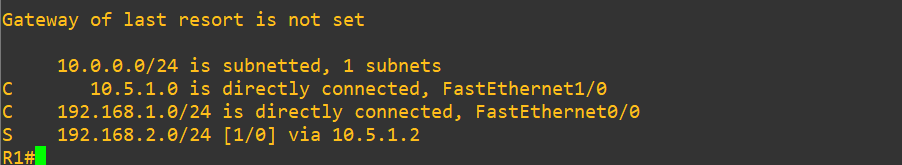 Gateway of last resort is not set
     10.0.0.0/24 is subnetted, 1 subnets
C       10.5.1.0 is directly connected, FastEthernet1/0
C    192.168.1.0/24 is directly connected, FastEthernet0/0
S    192.168.2.0/24 [1/0] via 10.5.1.2
R1#